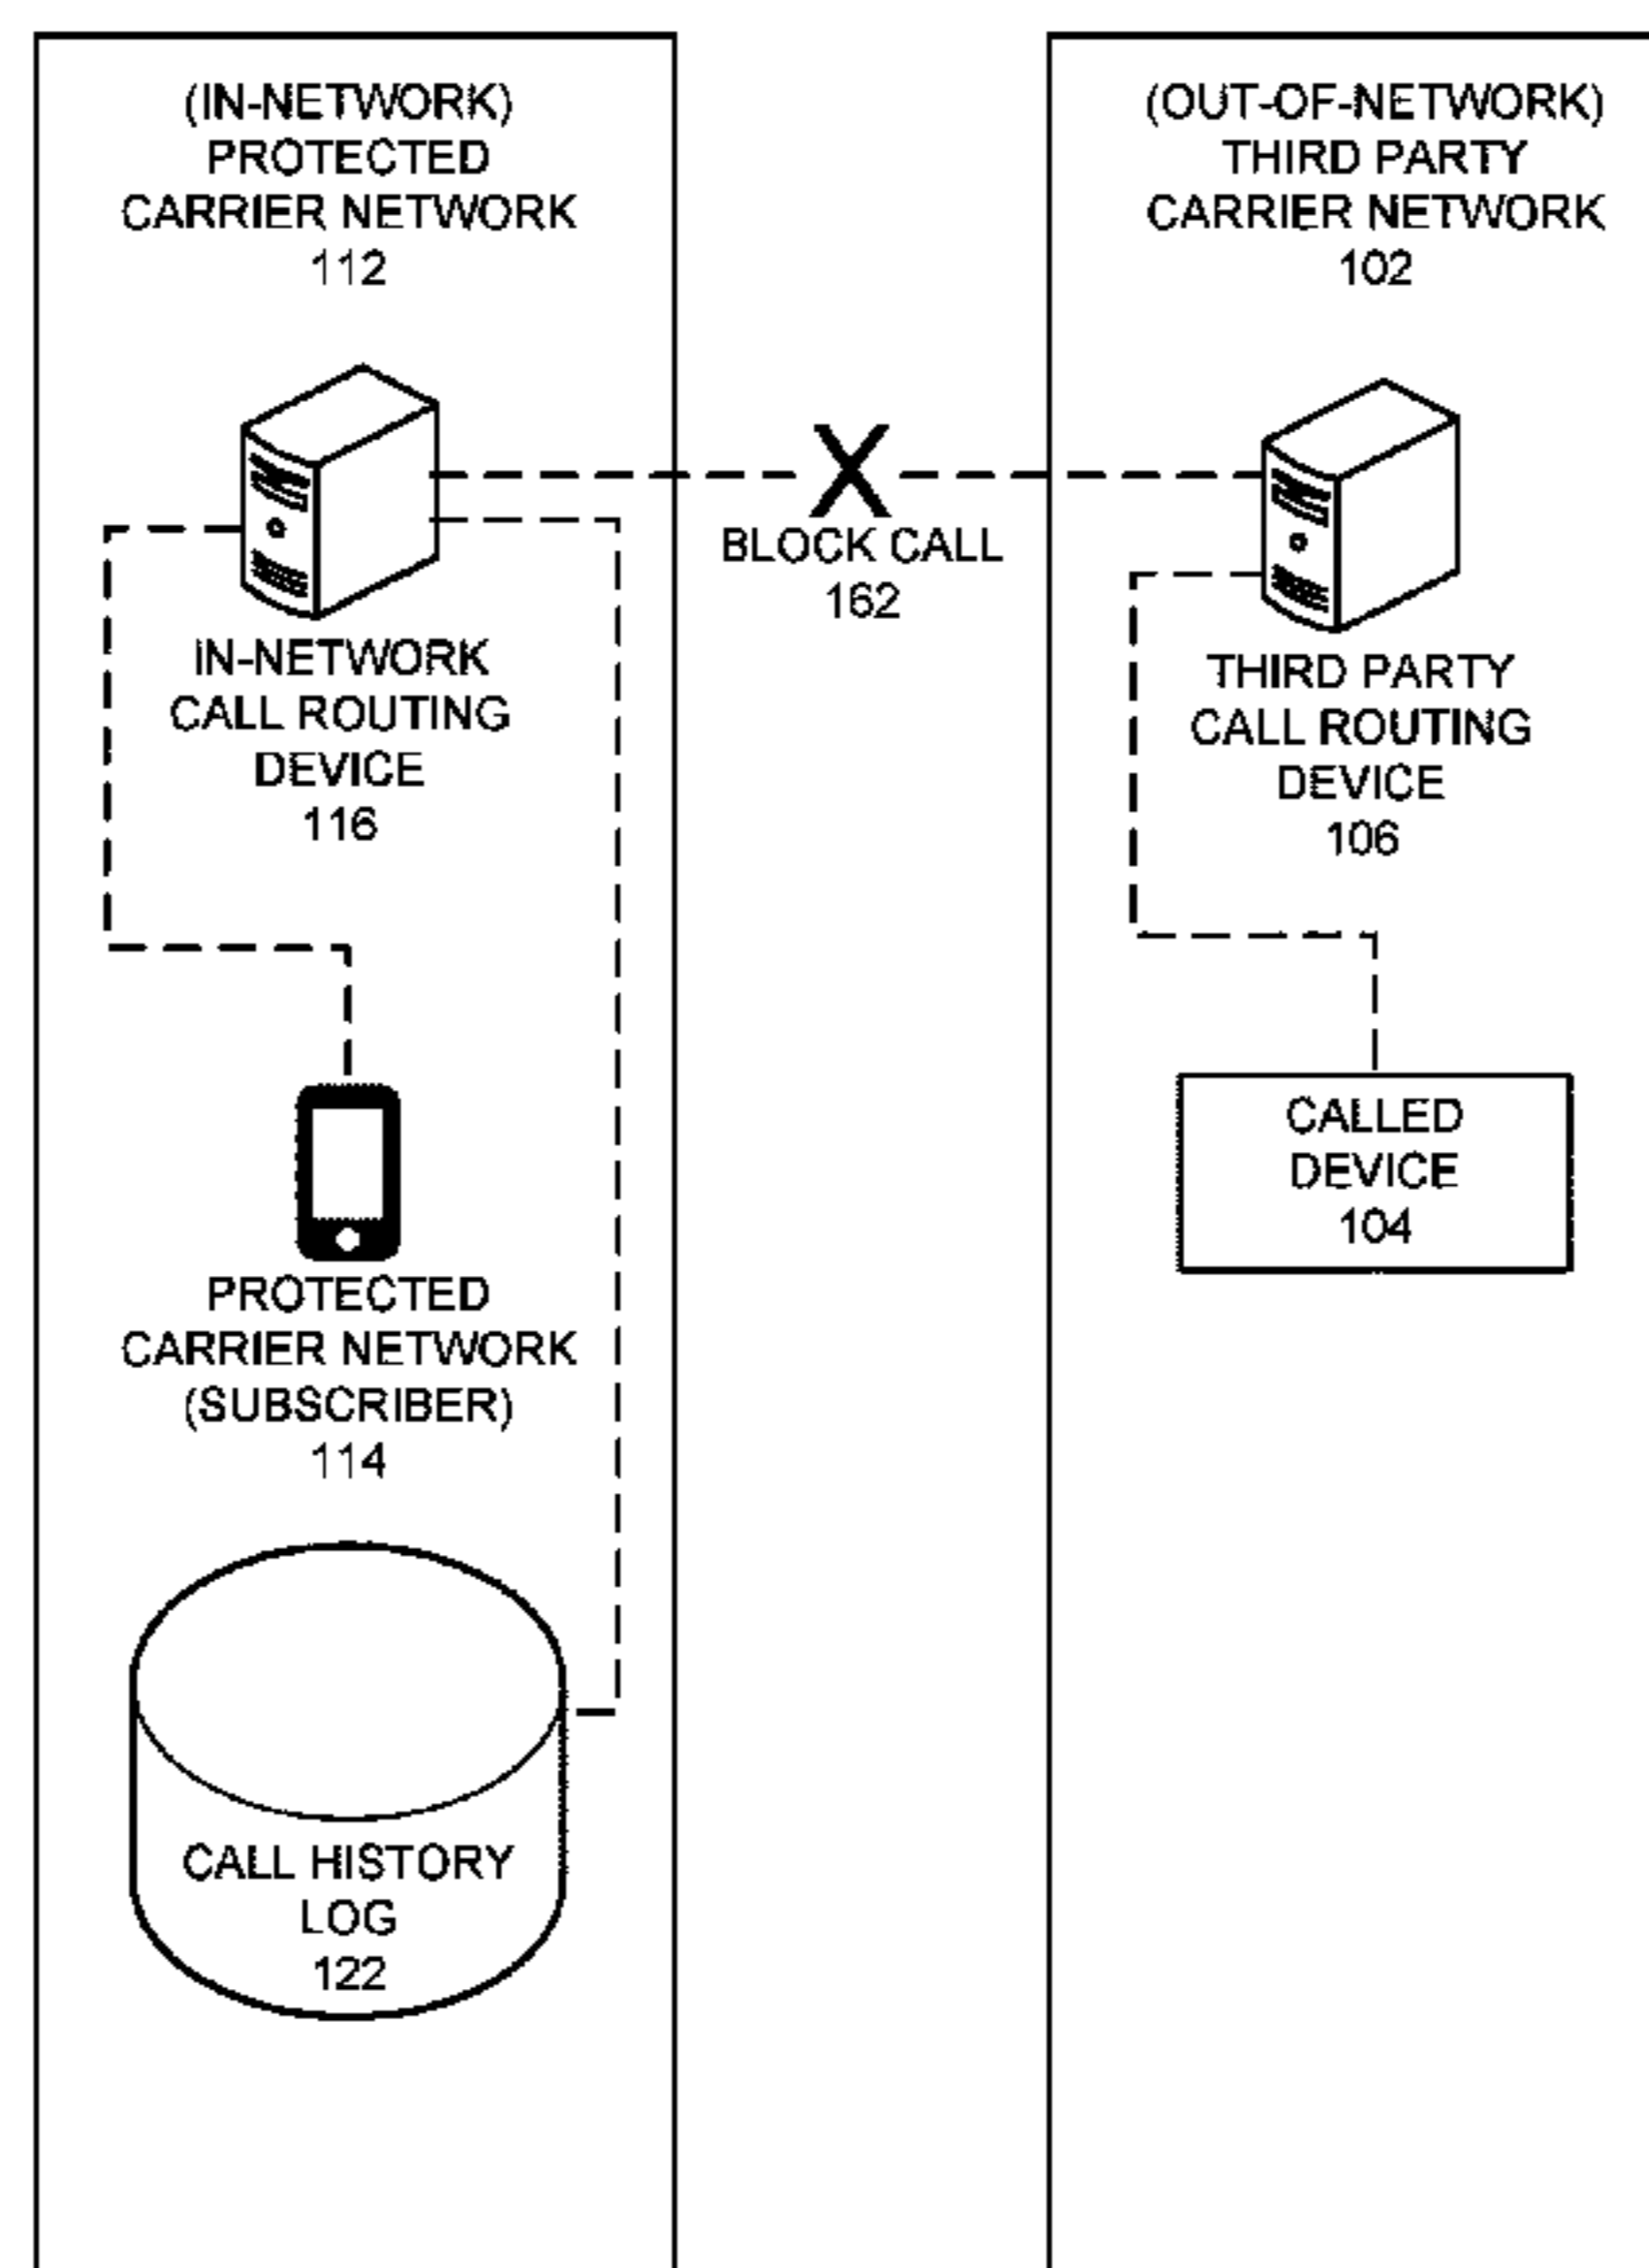 (IN-NETWORK)
PROTECTED
CARRIER NETWORK
112
(OUT-OF-NETWORK)
THIRD PARTY
CARRIER NETWORK
102
BLOCK CALL
162
IN-NETWORK
CALL ROUTING
DEVICE
116
THIRD PARTY
CALL ROUTING
DEVICE
106
CALLED
DEVICE
104
PROTECTED
CARRIER NETWORK
(SUBSCRIBER)
114
CALL HISTORY
LOG
122